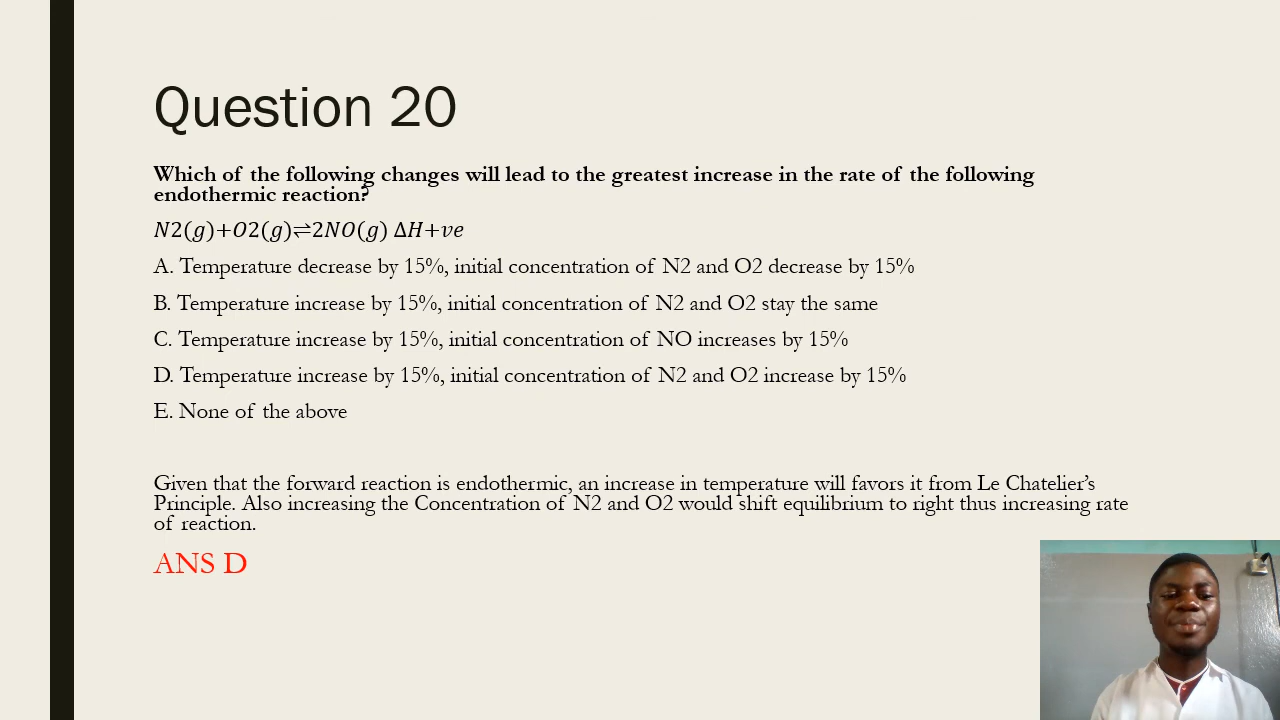 Question 20
Which of the following changes will lead to the greatest increase in the rate of the following
endothermic reaction?
𝑁2(𝑔)+𝑂2(𝑔)⇌2𝑁𝑂(𝑔) ∆𝐻+𝑣𝑒
A. Temperature decrease by 15%, initial concentration of N2 and O2 decrease by 15%
B. Temperature increase by 15%, initial concentration of N2 and O2 stay the same
C. Temperature increase by 15%, initial concentration of NO increases by 15%
D. Temperature increase by 15%, initial concentration of N2 and O2 increase by 15%
E. None of the above
Given that the forward reaction is endothermic, an increase in temperature will favors it from Le Chatelier’s
Principle. Also increasing the Concentration of N2 and O2 would shift equilibrium to right thus increasing rate
of reaction.
ANS D